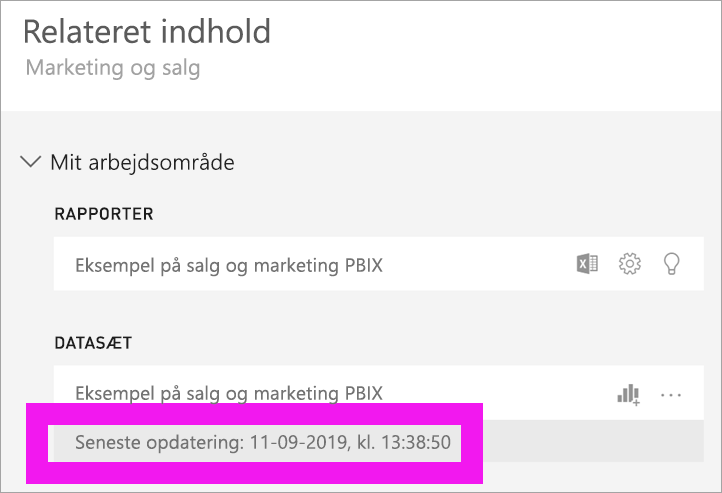 Relateret indhold
Marketing og salg
Mit arbejdsområde
RAPPORTER
Eksempel på salg og marketing PBIX
DATASÆT
Eksempel på salg og marketing PBIX
Seneste opdatering: 11-09-2019, kl. 13:38:50